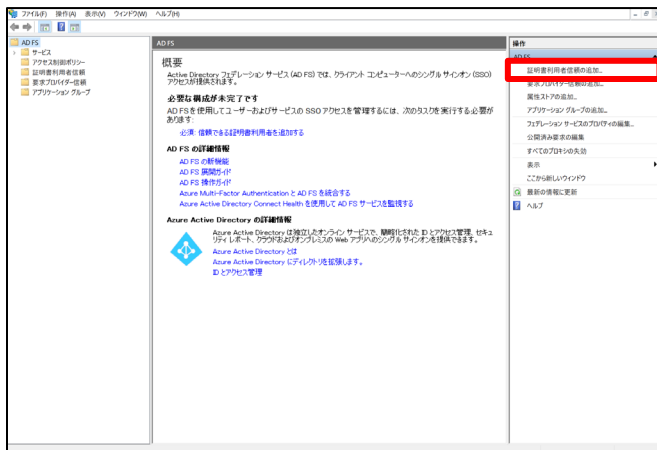 ファイル(F) 操作(A) 表示(V) ウィンドウ(W) ヘルプ(H)
AD FS
サービス
アクセス制御ポリシー
証明書利用者信頼
要求プロバイダー信頼
アプリケーション グループ
AD FS
概要
Active Directory フェデレーション サービス (AD FS) では、クライアント コンピューターへのシングル サインオン (SSO)
アクセスが提供されます。
必要な構成が未完了です
AD FS を使用してユーザーおよびサービスの SSO アクセスを管理するには、次のタスクを実行する必要が
あります:
必須: 信頼できる証明書利用者を追加する
AD FS の詳細情報
AD FS の新機能
AD FS 展開ガイド
AD FS 操作ガイド
Azure Multi-Factor Authentication と AD FS を統合する
Azure Active Directory Connect Health を使用して AD FS サービスを監視する
Azure Active Directory の詳細情報
Azure Active Directory は独立したオンライン サービスで、簡略化された ID とアクセス管理、セキュ
リティ レポート、クラウドおよびオンプレミスの Web アプリへのシングル サインオンを提供できます。
Azure Active Directory とは
Azure Active Directory にディレクトリを拡張します。
ID とアクセス管理
操作
AD FS
証明書利用者信頼の追加...
要求プロバイダー信頼の追加...
属性ストアの追加...
アプリケーション グループの追加...
フェデレーション サービスのプロパティの編集...
公開済み要求の編集
すべてのプロキシの失効
表示
ここから新しいウィンドウ
最新の情報に更新
ヘルプ